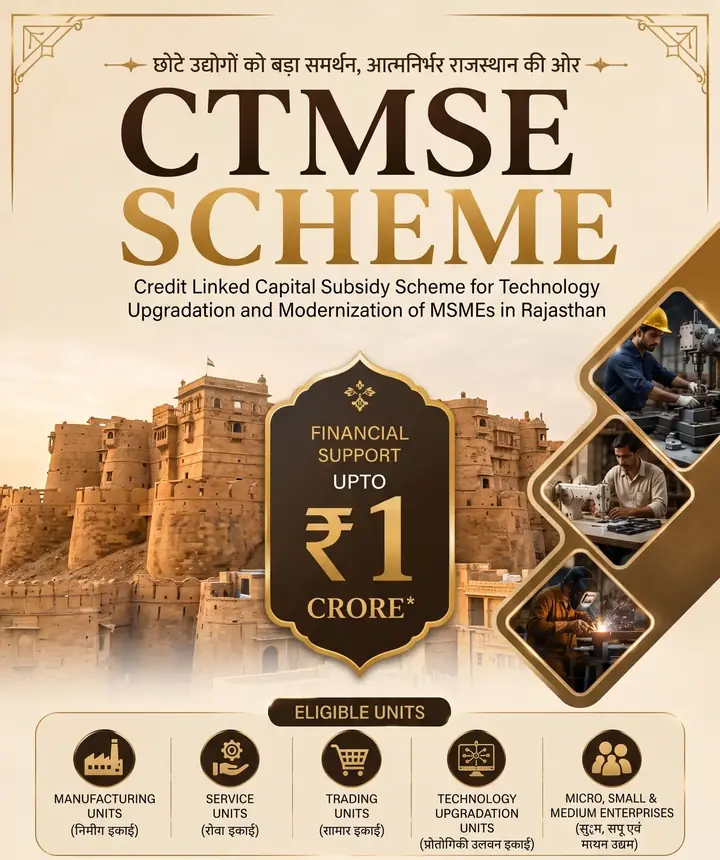 छोटे उद्योगों को बड़ा समर्थन, आत्मनिर्भर राजस्थान की ओर
CTMSE
SCHEME
Credit Linked Capital Subsidy Scheme for Technology
Upgradation and Modernization of MSMEs in Rajasthan
FINANCIAL
SUPPORT
UPTO
₹1
CRORE*
ELIGIBLE UNITS
MANUFACTURING
UNITS
(निमीग इकाई)
SERVICE
UNITS
(रोवा इकाई)
TRADING
UNITS
(सामार इकाई)
TECHNOLOGY
UPGRADATION
UNITS
(प्रोतोगिकी उलवन इकाई)
MICRO, SMALL &
MEDIUM ENTERPRISES
सपू एवं
माथन उद्यम)